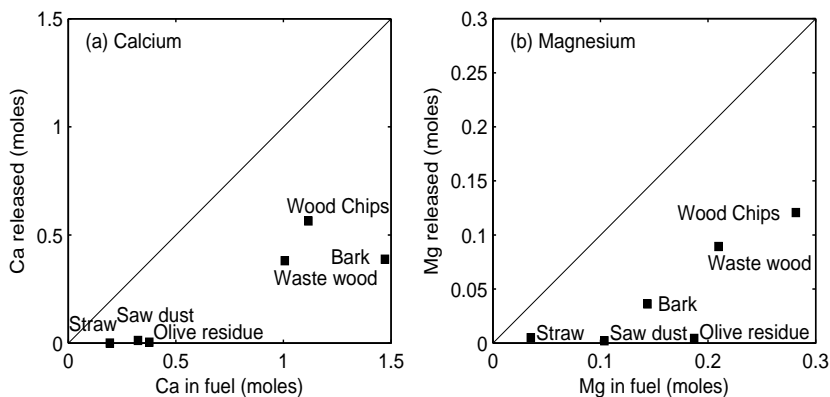 (a) Calcium
Ca released (moles)
1.5
1
0.5
0
Wood Chips
Bark
Waste wood
Straw
Saw dust
Olive residue
0
0.5
1
1.5
Ca in fuel (moles)
(b) Magnesium
Mg released (moles)
0.3
0.25
0.2
0.15
0.1
0.05
0
Wood Chips
Waste wood
Bark
Straw
Saw dust
Olive residue
0
0.1
0.2
0.3
Mg in fuel (moles)